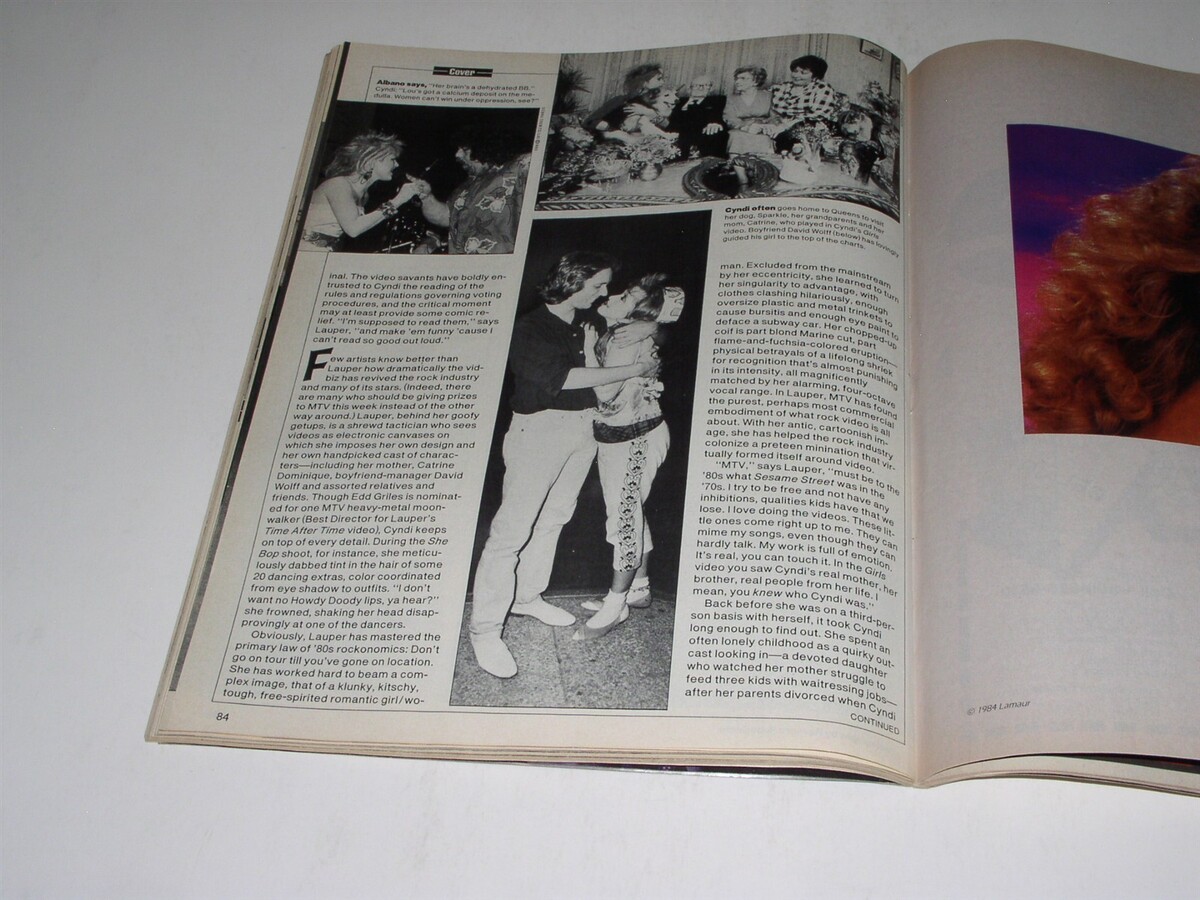 Cover
Albano says, "Her brain's a dehydrated BB."
Cyndi: "Lou's got a calcium deposit on the me-
dulla. Women can't win under oppression, see?"
Cyndi often goes home to Queens to visit
her dog, Sparkle, her grandparents and her
mom, Catrine, who played in Cyndi's Girls
video. Boyfriend David Wolff (below) has lovingly
guided his girl to the top of the charts.
inal. The video savants have boldly en-
trusted to Cyndi the reading of the
rules and regulations governing voting
procedures, and the critical moment
may at least provide some comic re-
lief. "I'm supposed to read them," says
Lauper, "and make 'em funny 'cause I
can't read so good out loud."
Few artists know better than
Lauper how dramatically the vid-
biz has revived the rock industry
and many of its stars. (Indeed, there
are many who should be giving prizes
to MTV this week instead of the other
way around.) Lauper, behind her goofy
getups, is a shrewd tactician who sees
videos as electronic canvases on
which she imposes her own design and
her own handpicked cast of charac-
ters—including her mother, Catrine
Dominique, boyfriend-manager David
Wolff and assorted relatives and
friends. Though Edd Griles is nominat-
ed for one MTV heavy-metal moon-
walker (Best Director for Lauper's
Time After Time video), Cyndi keeps
on top of every detail. During the She
Bop shoot, for instance, she meticu-
lously dabbed tint in the hair of some
20 dancing extras, color coordinated
from eye shadow to outfits. "I don't
want no Howdy Doody lips, ya hear?"
she frowned, shaking her head disap-
provingly at one of the dancers.
Obviously, Lauper has mastered the
primary law of '80s rockonomics: Don't
go on tour till you've gone on location.
She has worked hard to beam a com-
plex image, that of a klunky, kitschy,
tough, free-spirited romantic girl/wo-
man. Excluded from the mainstream
by her eccentricity, she learned to turn
her singularity to advantage, with
clothes clashing hilariously, enough
oversize plastic and metal trinkets to
cause bursitis and enough eye paint to
deface a subway car. Her chopped-up
coif is part blond Marine cut, part
flame-and-fuchsia-colored eruption—
physical betrayals of a lifelong shriek
for recognition that's almost punishing
in its intensity, all magnificently
matched by her alarming, four-octave
vocal range. In Lauper, MTV has found
the purest, perhaps most commercial
embodiment of what rock video is all
about. With her antic, cartoonish im-
age, she has helped the rock industry
colonize a preteen minination that vir-
tually formed itself around video.
"MTV," says Lauper, "must be to the
'80s what Sesame Street was in the
'70s. I try to be free and not have any
inhibitions, qualities kids have that we
lose. I love doing the videos. These lit-
tle ones come right up to me. They can
mime my songs, even though they can
hardly talk. My work is full of emotion.
It's real, you can touch it. In the Girls
video you saw Cyndi's real mother, her
brother, real people from her life. I
mean, you knew who Cyndi was."
Back before she was on a third-per-
son basis with herself, it took Cyndi
long enough to find out. She spent an
often lonely childhood as a quirky out-
cast looking in—a devoted daughter
who watched her mother struggle to
feed three kids with waitressing jobs—
after her parents divorced when Cyndi
CONTINUED
84
© 1984 Lamaur